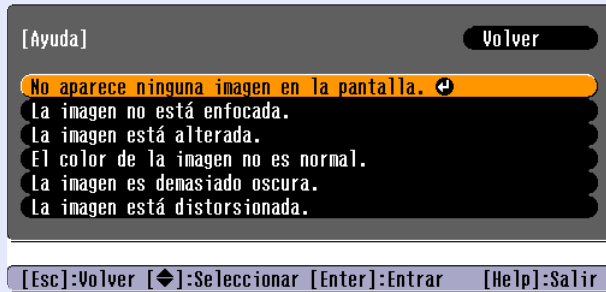 [Ayuda] Volver
No aparece ninguna imagen en la pantalla.
La imagen no está enfocada.
La imagen está alterada.
El color de la imagen no es normal.
La imagen es demasiado oscura.
La imagen está distorsionada.
[Esc]:Volver [◆]:Seleccionar [Enter]:Entrar [Help]:Salir